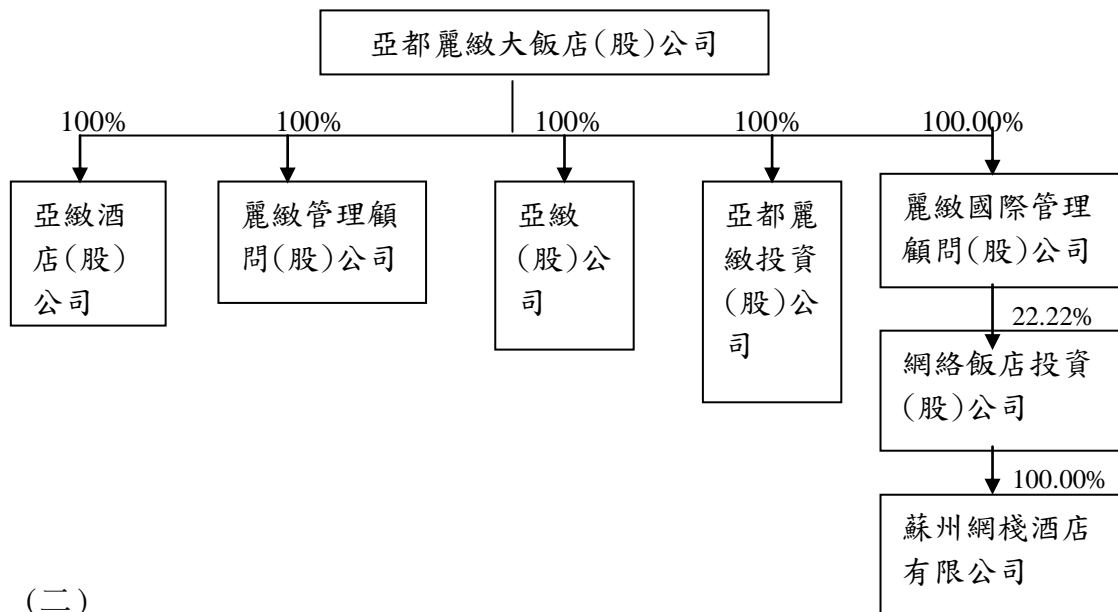 亞都麗緻大飯店(股)公司
100%
100%
100%
100%
100.00%
亞緻酒
店(股)
公司
麗緻管理顧
問(股)公司
亞緻
(股)公
司
亞都麗
緻投資
(股)公
司
麗緻國際管理
顧問(股)公司
22.22%
網絡飯店投資
(股)公司
100.00%
蘇州網棧酒店
有限公司
(二)